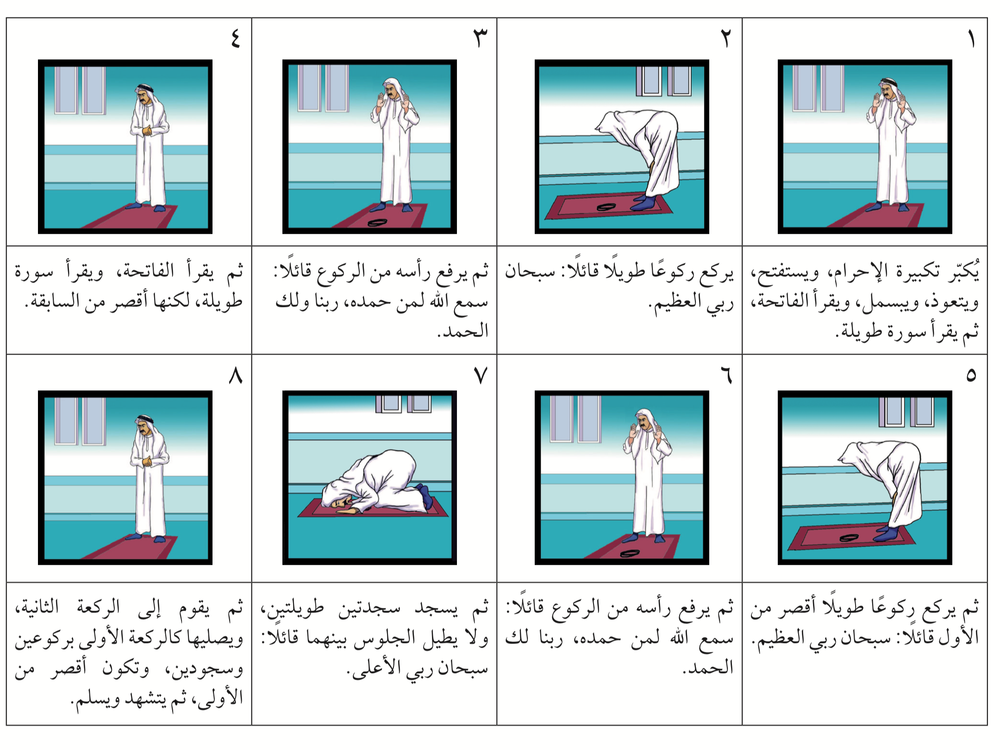 ١
٢
٣
٤
يُكبّر تكبيرة الإحرام، ويستفتح،
ويتعوذ، ويبسمل، ويقرأ الفاتحة،
ثم يقرأ سورة طويلة.
يركع ركوعًا طويلًا قائلًا: سبحان
ربي العظيم.
ثم يرفع رأسه من الركوع قائلًا:
سمع الله لمن حمده، ربنا ولك
الحمد.
ثم يقرأ الفاتحة، ويقرأ سورة
طويلة، لكنها أقصر من السابقة.
٥
٦
٧
٨
ثم يركع ركوعًا طويلًا أقصر من
الأول قائلًا: سبحان ربي العظيم.
ثم يرفع رأسه من الركوع قائلًا:
سمع الله لمن حمده، ربنا لك
الحمد.
ثم يسجد سجدتين طويلتين،
ولا يطيل الجلوس بينهما قائلًا:
سبحان ربي الأعلى.
ثم يقوم إلى الركعة الثانية،
ويصليها كالركعة الأولى بركوعين
وسجودين، وتكون أقصر من
الأولى، ثم يتشهد ويسلم.